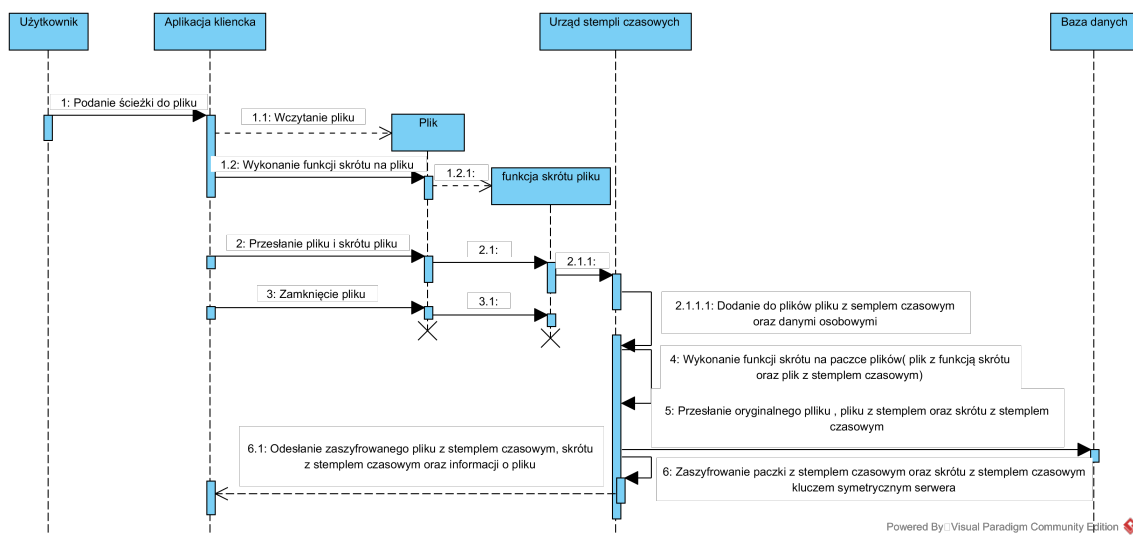 Użytkownik
Aplikacja kliencka
Urząd stempli czasowych
Baza danych
1: Podanie ścieżki do pliku
1.1: Wczytanie pliku
Plik
1.2: Wykonanie funkcji skrótu na pliku
1.2.1:
funkcja skrótu pliku
2: Przesłanie pliku i skrótu pliku
2.1:
2.1.1:
3: Zamknięcie pliku
3.1:
2.1.1.1: Dodanie do plików pliku z semplem czasowym
oraz danymi osobowymi
4: Wykonanie funkcji skrótu na paczce plików( plik z funkcją skrótu
oraz plik z stemplem czasowym)
5: Przesłanie oryginalnego plliku , pliku z stemplem oraz skrótu z stemplem
czasowym
6.1: Odesłanie zaszyfrowanego pliku z stemplem czasowym, skrótu
z stemplem czasowym oraz informacji o pliku
6: Zaszyfrowanie paczki z stemplem czasowym oraz skrótu z stemplem czasowym
kluczem symetrycznym serwera
Powered By Visual Paradigm Community Edition